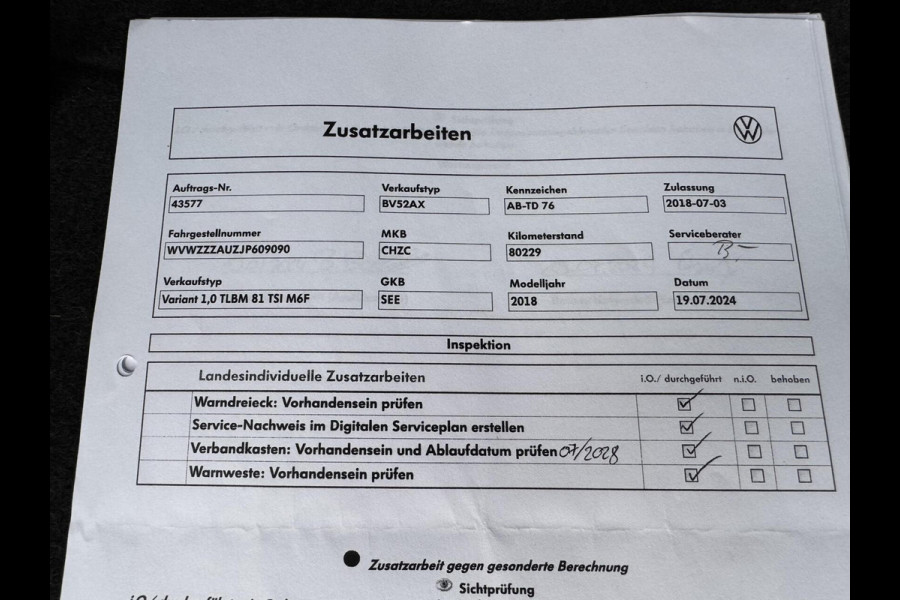 Zusatzarbeiten
Auftrags-Nr. Verkaufstyp Kennzeichen Zulassung
43577 BV52AX AB-TD 76 2018-07-03
Fahrgestellnummer MKB Kilometerstand Serviceberater
WVWZZZAUZJP609090 CHZC 80229
Verkaufstyp GKB Modelljahr Datum
Variant 1,0 TLBM 81 TSI M6F SEE 2018 19.07.2024
Inspektion
Landesindividuelle Zusatzarbeiten i.O./ durchgeführt n.i.O. behoben
Warndreieck: Vorhandensein prüfen
Service-Nachweis im Digitalen Serviceplan erstellen
Verbandkasten: Vorhandensein und Ablaufdatum prüfen 07/2028
Warnweste: Vorhandensein prüfen
Zusatzarbeit gegen gesonderte Berechnung
Sichtprüfung